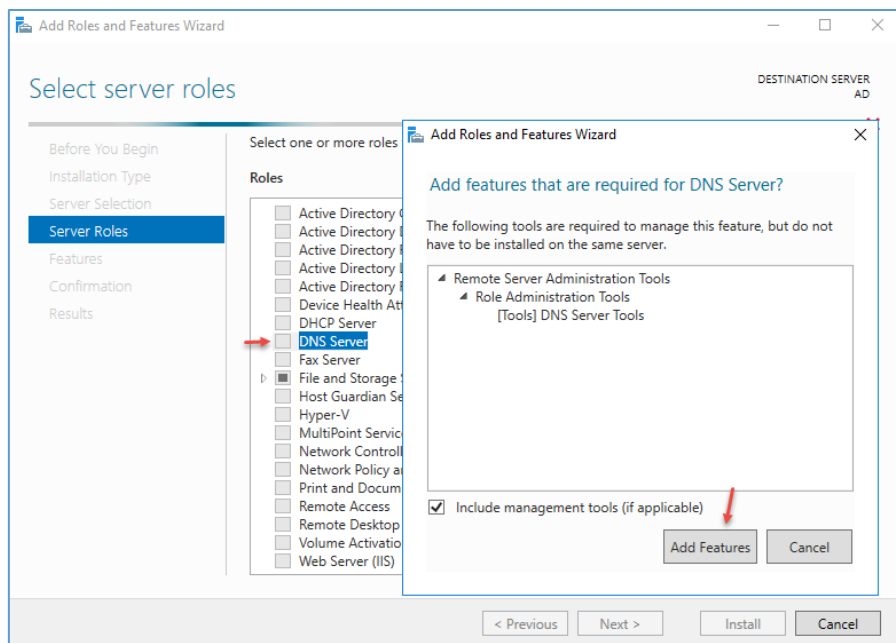 Add Roles and Features Wizard
Select server roles
DESTINATION SERVER
AD
Before You Begin
Installation Type
Server Selection
Server Roles
Features
Confirmation
Results
Select one or more roles
Roles
Active Directory
Active Directory
Active Directory
Active Directory
Active Directory
Device Health
DHCP Server
DNS Server
Fax Server
File and Storage
Host Guardian
Hyper-V
MultiPoint
Network
Network Policy
Print and
Remote Access
Remote Desktop
Volume
Web Server (IIS)
Add Roles and Features Wizard
Add features that are required for DNS Server?
The following tools are required to manage this feature, but do not
have to be installed on the same server.
Remote Server Administration Tools
Role Administration Tools
[Tools] DNS Server Tools
Include management tools (if applicable)
Add Features
Cancel
< Previous
Next >
Install
Cancel